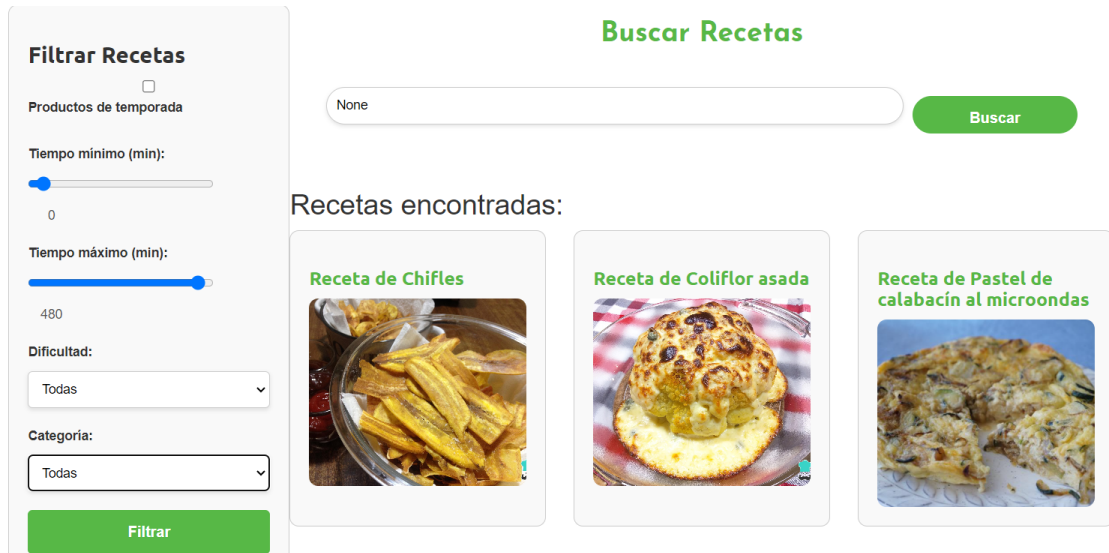 Filtrar Recetas
Productos de temporada
Tiempo mínimo (min):
0
Tiempo máximo (min):
480
Dificultad:
Todas
Categoría:
Todas
Filtrar
Buscar Recetas
None
Buscar
Recetas encontradas:
Receta de Chifles
Receta de Coliflor asada
Receta de Pastel de
calabacín al microondas